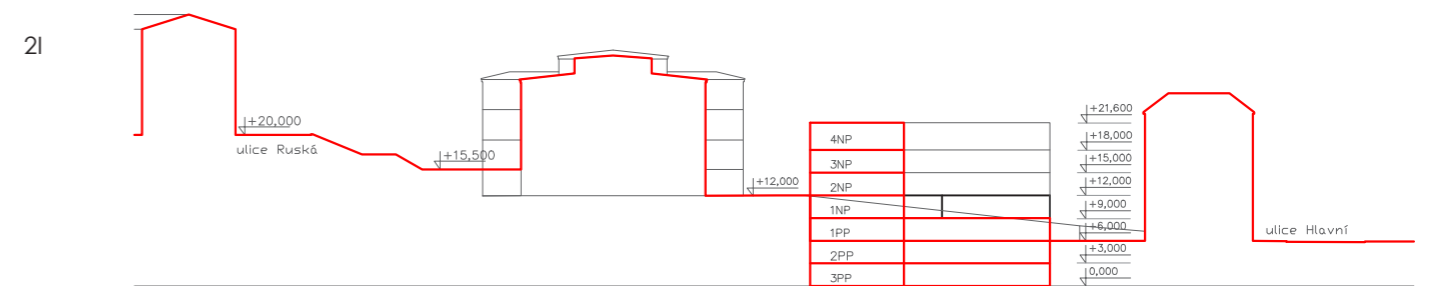 2I
+20,000
ulice Ruská
+15,500
+12,000
4NP
3NP
2NP
1NP
1PP
2PP
3PP
+21,600
+18,000
+15,000
+12,000
+9,000
+6,000
+3,000
0,000
ulice Hlavní